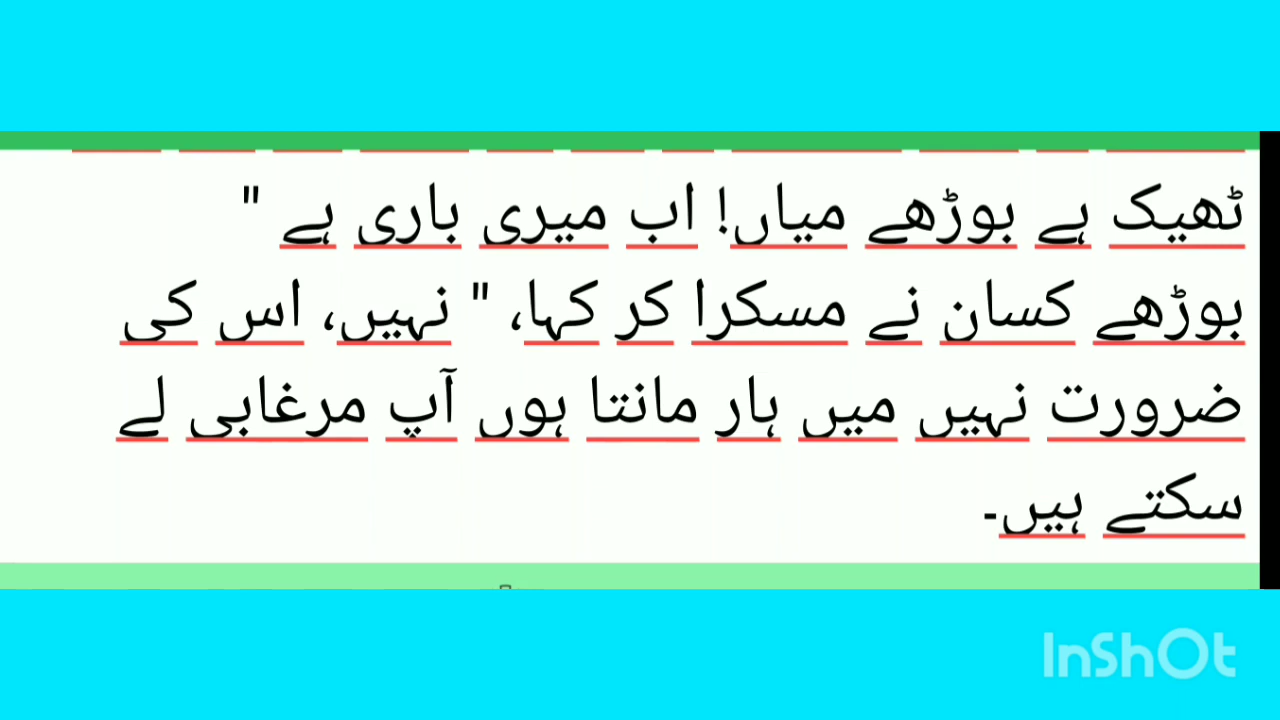 ٹھیک ہے بوڑھے میاں! اب میری باری ہے "
بوڑھے کسان نے مسکرا کر کہا، " نہیں، اس کی
ضرورت نہیں میں ہار مانتا ہوں آپ مرغابی لے
سکتے ہیں۔
InShOt